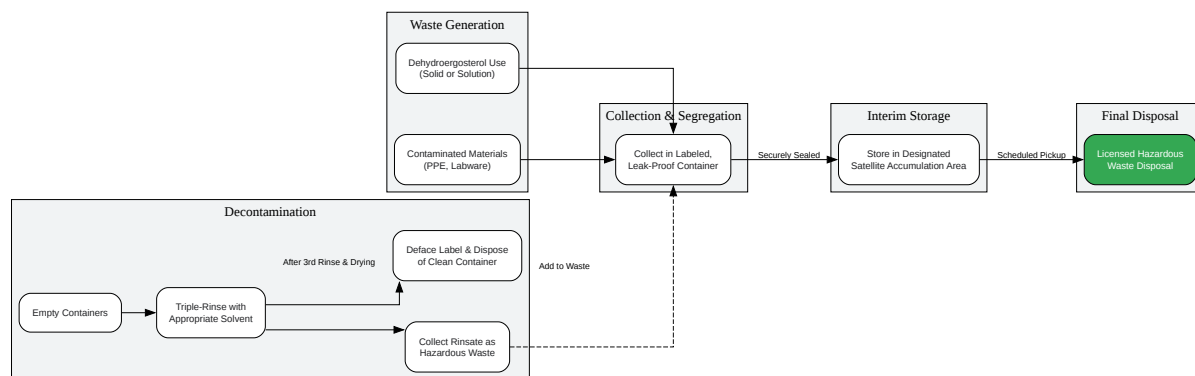 Waste Generation
Dehydroergosterol Use
(Solid or Solution)
Contaminated Materials
(PPE, Labware)
Collection & Segregation
Collect in Labeled,
Leak-Proof Container
Securely Sealed
Interim Storage
Store in Designated
Satellite Accumulation Area
Scheduled Pickup
Final Disposal
Licensed Hazardous
Waste Disposal
Decontamination
Empty Containers
Triple-Rinse with
Appropriate Solvent
After 3rd Rinse & Drying
Deface Label & Dispose
of Clean Container
Collect Rinsate as
Hazardous Waste
Add to Waste